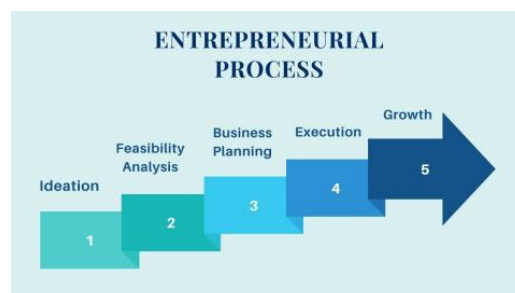 ENTREPRENEURIAL
PROCESS
Ideation
1
Feasibility
Analysis
2
Business
Planning
3
Execution
4
Growth
5